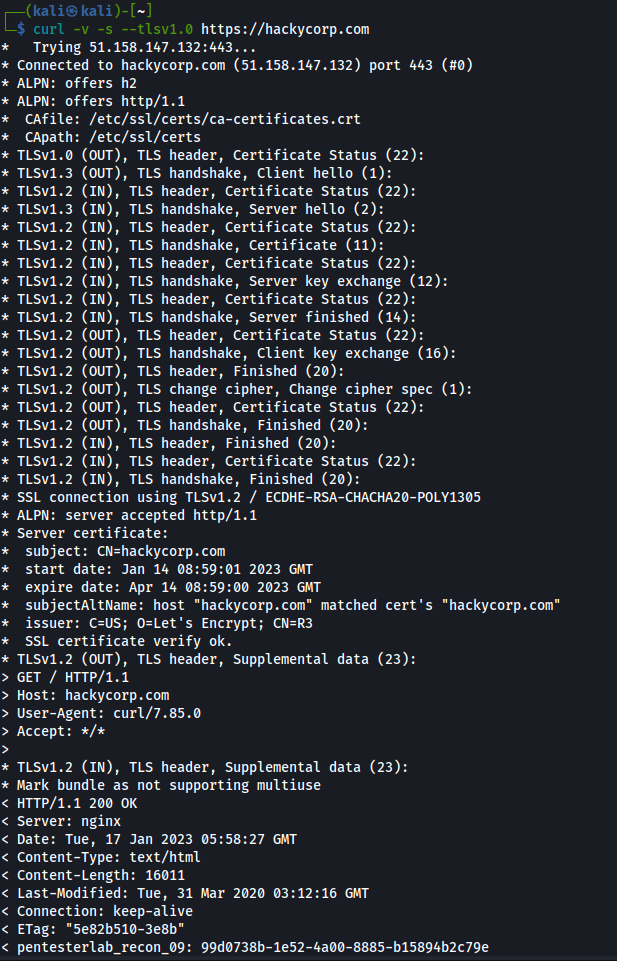 ┌──(kali㉿kali)-[~]
└─$ curl -v -s --tlsv1.0 https://hackycorp.com
*   Trying 51.158.147.132:443...
* Connected to hackycorp.com (51.158.147.132) port 443 (#0)
* ALPN: offers h2
* ALPN: offers http/1.1
*  CAfile: /etc/ssl/certs/ca-certificates.crt
*  CApath: /etc/ssl/certs
* TLSv1.0 (OUT), TLS header, Certificate Status (22):
* TLSv1.3 (OUT), TLS handshake, Client hello (1):
* TLSv1.2 (IN), TLS header, Certificate Status (22):
* TLSv1.3 (IN), TLS handshake, Server hello (2):
* TLSv1.2 (IN), TLS header, Certificate Status (22):
* TLSv1.2 (IN), TLS handshake, Certificate (11):
* TLSv1.2 (IN), TLS header, Certificate Status (22):
* TLSv1.2 (IN), TLS handshake, Server key exchange (12):
* TLSv1.2 (IN), TLS header, Certificate Status (22):
* TLSv1.2 (IN), TLS handshake, Server finished (14):
* TLSv1.2 (OUT), TLS header, Certificate Status (22):
* TLSv1.2 (OUT), TLS handshake, Client key exchange (16):
* TLSv1.2 (OUT), TLS header, Finished (20):
* TLSv1.2 (OUT), TLS change cipher, Change cipher spec (1):
* TLSv1.2 (OUT), TLS header, Certificate Status (22):
* TLSv1.2 (OUT), TLS handshake, Finished (20):
* TLSv1.2 (IN), TLS header, Finished (20):
* TLSv1.2 (IN), TLS header, Certificate Status (22):
* TLSv1.2 (IN), TLS handshake, Finished (20):
* SSL connection using TLSv1.2 / ECDHE-RSA-CHACHA20-POLY1305
* ALPN: server accepted http/1.1
* Server certificate:
*  subject: CN=hackycorp.com
*  start date: Jan 14 08:59:01 2023 GMT
*  expire date: Apr 14 08:59:00 2023 GMT
*  subjectAltName: host "hackycorp.com" matched cert's "hackycorp.com"
*  issuer: C=US; O=Let's Encrypt; CN=R3
*  SSL certificate verify ok.
* TLSv1.2 (OUT), TLS header, Supplemental data (23):
> GET / HTTP/1.1
> Host: hackycorp.com
> User-Agent: curl/7.85.0
> Accept: */*
>
* TLSv1.2 (IN), TLS header, Supplemental data (23):
* Mark bundle as not supporting multiuse
< HTTP/1.1 200 OK
< Server: nginx
< Date: Tue, 17 Jan 2023 05:58:27 GMT
< Content-Type: text/html
< Content-Length: 16011
< Last-Modified: Tue, 31 Mar 2020 03:12:16 GMT
< Connection: keep-alive
< ETag: "5e82b510-3e8b"
< pentesterlab_recon_09: 99d0738b-1e52-4a00-8885-b15894b2c79e